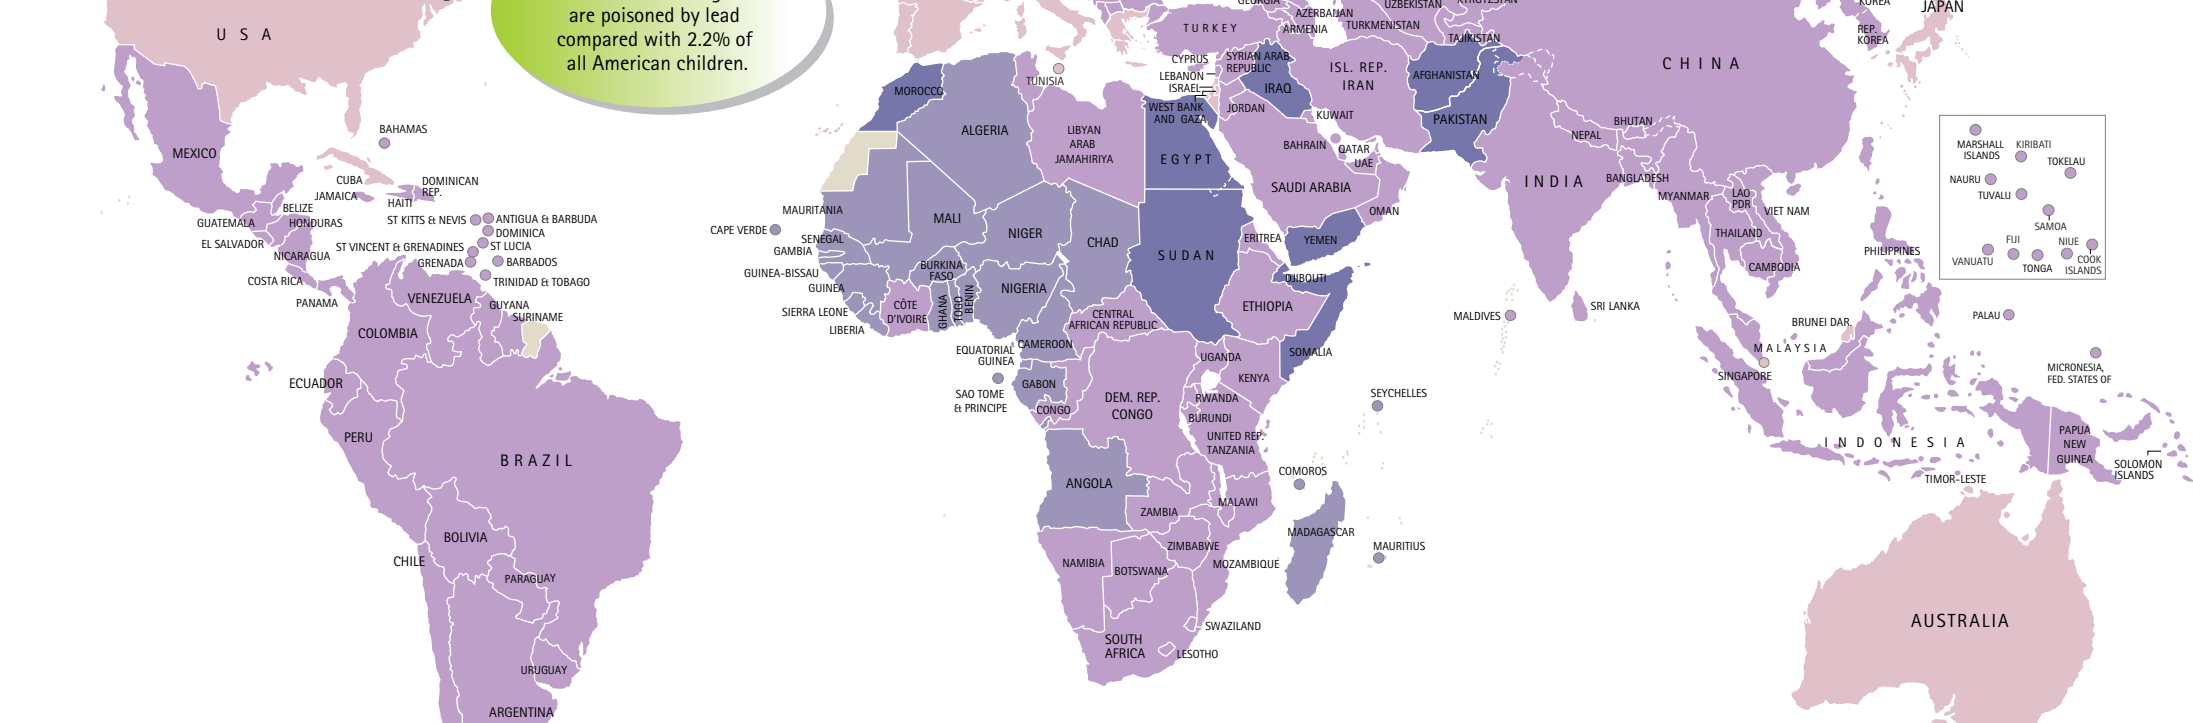 are poisoned by lead
compared with 2.2% of
all American children.
U S A
MEXICO
BAHAMAS
CUBA
JAMAICA
HAITI
DOMINICAN
REP.
BELIZE
GUATEMALA
HONDURAS
EL SALVADOR
NICARAGUA
COSTA RICA
PANAMA
ST KITTS & NEVIS
ANTIGUA & BARBUDA
DOMINICA
ST VINCENT & GRENADINES
ST LUCIA
GRENADA
BARBADOS
TRINIDAD & TOBAGO
VENEZUELA
GUYANA
SURINAME
COLOMBIA
ECUADOR
PERU
BRAZIL
BOLIVIA
CHILE
PARAGUAY
URUGUAY
ARGENTINA
GEORGIA
AZERBAIJAN
ARMENIA
UZBEKISTAN
KYRGYZSTAN
TURKMENISTAN
TAJIKISTAN
TURKEY
CYPRUS
SYRIAN ARAB
REPUBLIC
LEBANON
ISRAEL
WEST BANK
AND GAZA
JORDAN
IRAQ
ISL. REP.
IRAN
KUWAIT
AFGHANISTAN
PAKISTAN
BAHRAIN
QATAR
UAE
SAUDI ARABIA
OMAN
YEMEN
TUNISIA
MOROCCO
ALGERIA
LIBYAN
ARAB
JAMAHIRIYA
EGYPT
MAURITANIA
MALI
NIGER
CHAD
SUDAN
ERITREA
DJIBOUTI
ETHIOPIA
SOMALIA
CAPE VERDE
SENEGAL
GAMBIA
GUINEA-BISSAU
GUINEA
SIERRA LEONE
LIBERIA
BURKINA
FASO
CÔTE
D'IVOIRE
GHANA
TOGO
BENIN
NIGERIA
CENTRAL
AFRICAN REPUBLIC
CAMEROON
EQUATORIAL
GUINEA
GABON
SAO TOME
& PRINCIPE
CONGO
DEM. REP.
CONGO
UGANDA
KENYA
RWANDA
BURUNDI
UNITED REP.
TANZANIA
ANGOLA
ZAMBIA
MALAWI
ZIMBABWE
MOZAMBIQUE
NAMIBIA
BOTSWANA
SWAZILAND
SOUTH
AFRICA
LESOTHO
SEYCHELLES
COMOROS
MADAGASCAR
MAURITIUS
CHINA
KOREA
REP.
KOREA
JAPAN
INDIA
NEPAL
BHUTAN
BANGLADESH
MYANMAR
LAO
PDR
VIET NAM
THAILAND
CAMBODIA
SRI LANKA
MALDIVES
PHILIPPINES
BRUNEI DAR.
MALAYSIA
SINGAPORE
INDONESIA
TIMOR-LESTE
PAPUA
NEW
GUINEA
SOLOMON
ISLANDS
PALAU
MICRONESIA,
FED. STATES OF
MARSHALL
ISLANDS
KIRIBATI
TOKELAU
NAURU
TUVALU
SAMOA
VANUATU
FIJI
TONGA
NIUE
COOK
ISLANDS
AUSTRALIA